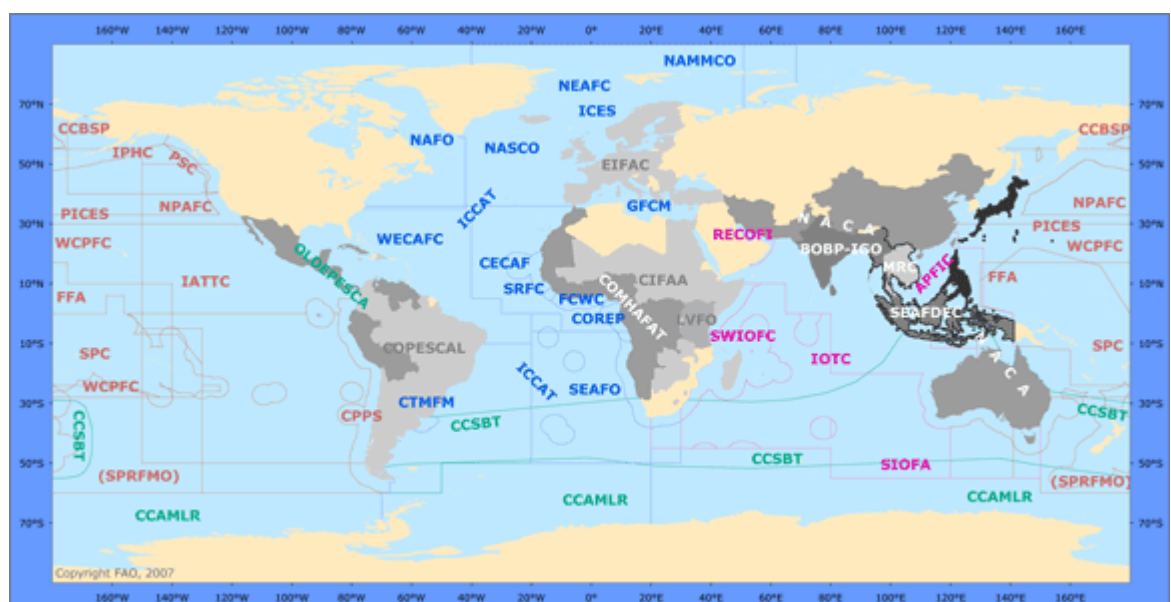 160°W 140°W 120°W 100°W 80°W 60°W 40°W 20°W 0° 20°E 40°E 60°E 80°E 100°E 120°E 140°E 160°E
NAMMCO
NEAFC
70°N 70°N
ICES
CCBSP CCBSP
NAFO
IPHC
NASCO
PSC
50°N 50°N
EIFAC
NPAFC NPAFC
GFCM
ICCAT
PICES PICES
30°N 30°N
NACA
RECOFI
WCPFC WECAFC WCPFC
BOBP-IGO
CECAF
MRC
APFIC
OLDEPESCA
IATTC CIFAA FFA
SRFC
10°N 10°N
FFA
FCWC
COMHAFAT
SEAFDEC
COREP LVFO
SWIOFC
COPESCAL
10°S 10°S
SPC SPC
IOTC
NACA
ICCAT
WCPFC
SEAFO
30°S 30°S
CTMFM
CCSBT
CCSBT
CPPS
CCSBT
CCSBT
50°S 50°S
SIOFA
(SPRFMO) (SPRFMO)
CCAMLR CCAMLR
CCAMLR
70°S 70°S
Copyright FAO, 2007
160°W 140°W 120°W 100°W 80°W 60°W 40°W 20°W 0° 20°E 40°E 60°E 80°E 100°E 120°E 140°E 160°E